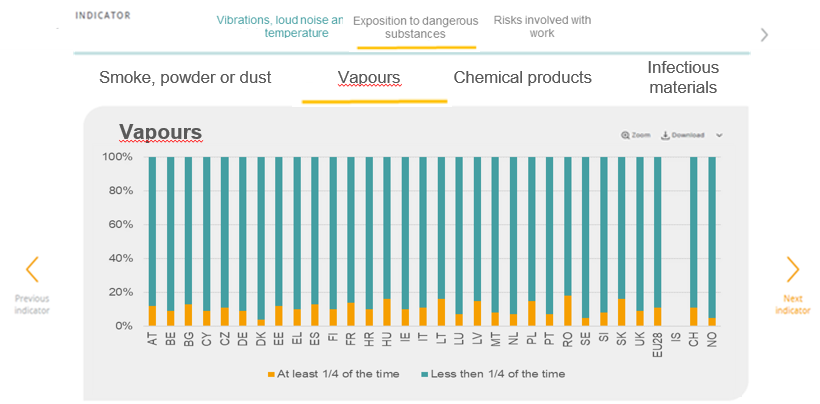 INDICATOR
Vibrations, loud noise an
temperature
Exposition to dangerous
substances
Risks involved with
work
Smoke, powder or dust
Vapours
Chemical products
Infectious
materials
Vapours
Zoom
Download
100%
80%
60%
40%
20%
0%
AT BE BG CY CZ DE DK EE EL ES FI FR HR HU IE IT LT LU LV MT NL PL PT RO SE SI SK UK EU28 IS CH NO
At least 1/4 of the time
Less then 1/4 of the time
Previous
indicator
Next
indicator